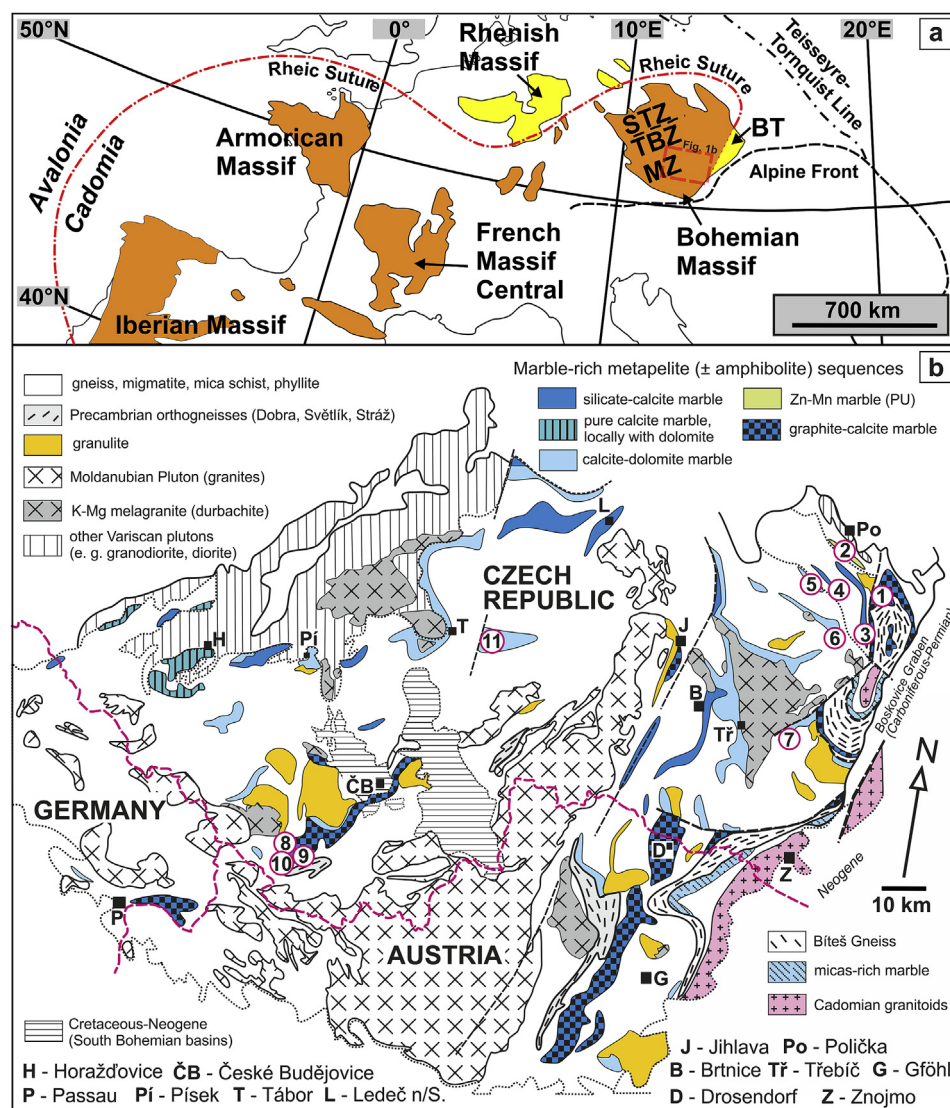 50°N
0°
10°E
20°E
a
Rhenish
Massif
Rheic Suture
Rheic Suture
Teisseyre-
Tornquist Line
Avalonia
Cadomia
Armorican
Massif
STZ
TBZ
MZ
Fig. 1b
BT
Alpine Front
French
Massif
Central
Bohemian
Massif
40°N
Iberian Massif
700 km
b
gneiss, migmatite, mica schist, phyllite
Precambrian orthogneisses (Dobra, Světlík, Stráž)
granulite
Moldanubian Pluton (granites)
K-Mg melagranite (durbachite)
other Variscan plutons
(e. g. granodiorite, diorite)
Marble-rich metapelite (± amphibolite) sequences
silicate-calcite marble
pure calcite marble,
locally with dolomite
calcite-dolomite marble
Zn-Mn marble (PU)
graphite-calcite marble
L
Po
2
CZECH
REPUBLIC
5
4
1
H
Pí
T
11
J
6
3
B
Tř
7
Boskovice Graben
(Carboniferous-Permian)
N
GERMANY
ČB
8
9
10
D
Z
Neogene
10 km
P
AUSTRIA
G
Bíteš Gneiss
micas-rich marble
Cadomian granitoids
Cretaceous-Neogene
(South Bohemian basins)
H - Horažďovice ČB - České Budějovice
P - Passau Pí - Písek T - Tábor L - Ledeč n/S.
J - Jihlava Po - Polička
B - Brtnice Tř - Třebíč G - Gföhl
D - Drosendorf Z - Znojmo